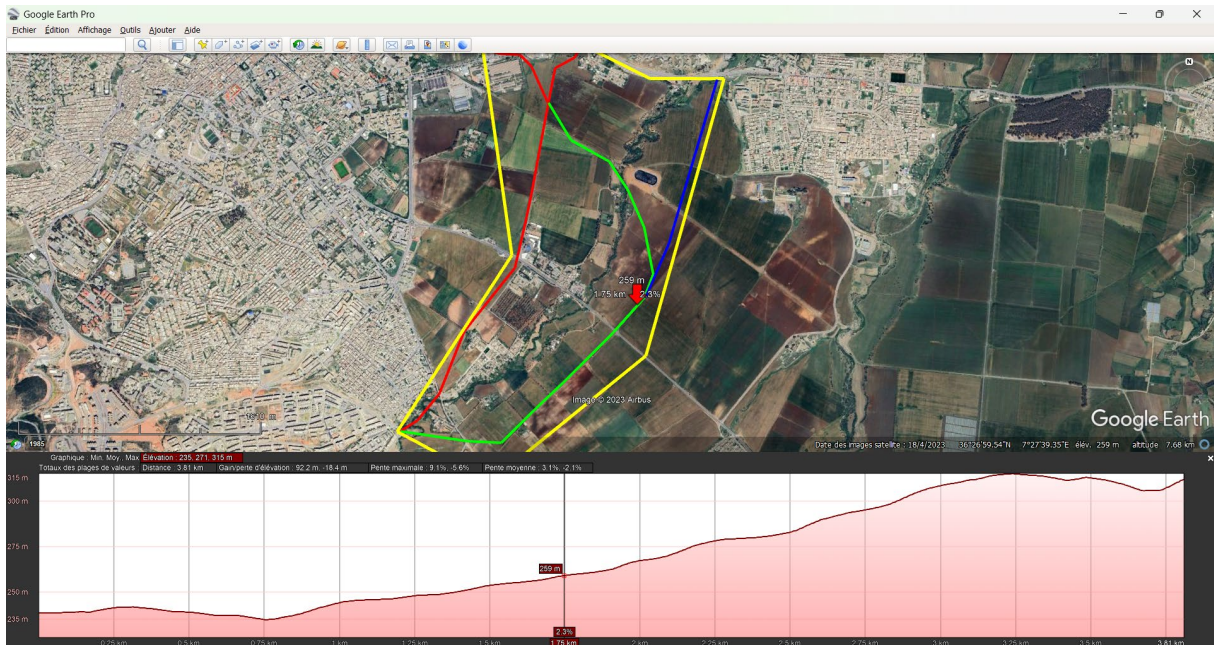 Google Earth Pro
Fichier Édition Affichage Outils Ajouter Aide
N
259 m
1.75 km 2.3%
Image © 2023 Airbus
Google Earth
1985
Date des images satellite : 18/4/2023 36°26'59.54"N 7°27'39.35"E élév. 259 m altitude 7.68 km
Graphique : Min. Moy , Max Élévation : 235, 271, 315 m
Totaux des plages de valeurs Distance : 3.81 km Gain/perte d'élévation : 92.2 m, -18.4 m Pente maximale : 9.1%, -5.6% Pente moyenne : 3.1%, -2.1%
315 m
300 m
275 m
259 m
250 m
235 m
2.3%
0.25 km 0.5 km 0.75 km 1 km 1.25 km 1.5 km 1.75 km 2 km 2.25 km 2.5 km 2.75 km 3 km 3.25 km 3.5 km 3.81 km